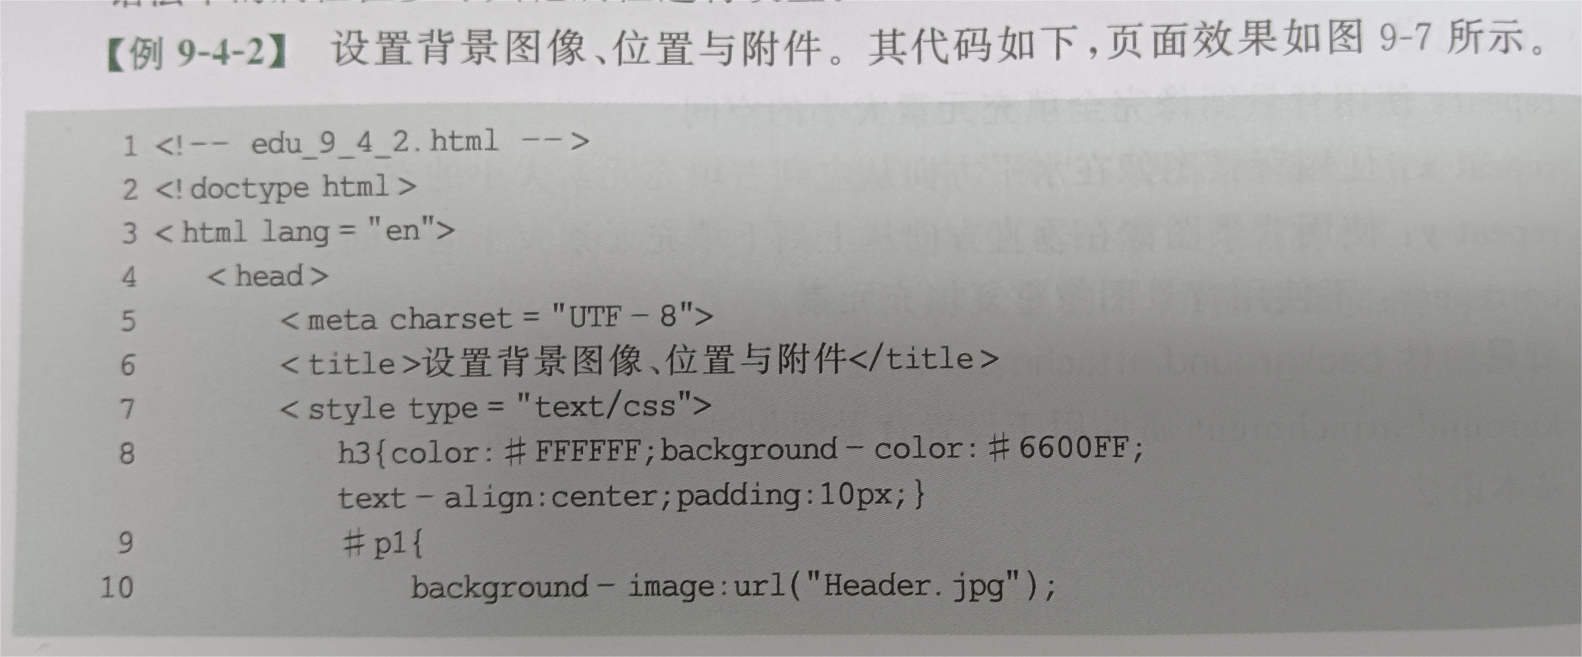 【例 9-4-2】 设置背景图像、位置与附件。其代码如下,页面效果如图 9-7 所示。
1 <!-- edu_9_4_2.html -->
2 <!doctype html>
3 <html lang = "en">
4 <head>
5 <meta charset = "UTF-8">
6 <title>设置背景图像、位置与附件</title>
7 <style type = "text/css">
8 h3{color:#FFFFFF;background-color:#6600FF;
text-align:center;padding:10px;}
9 #p1{
10 background-image:url("Header.jpg");